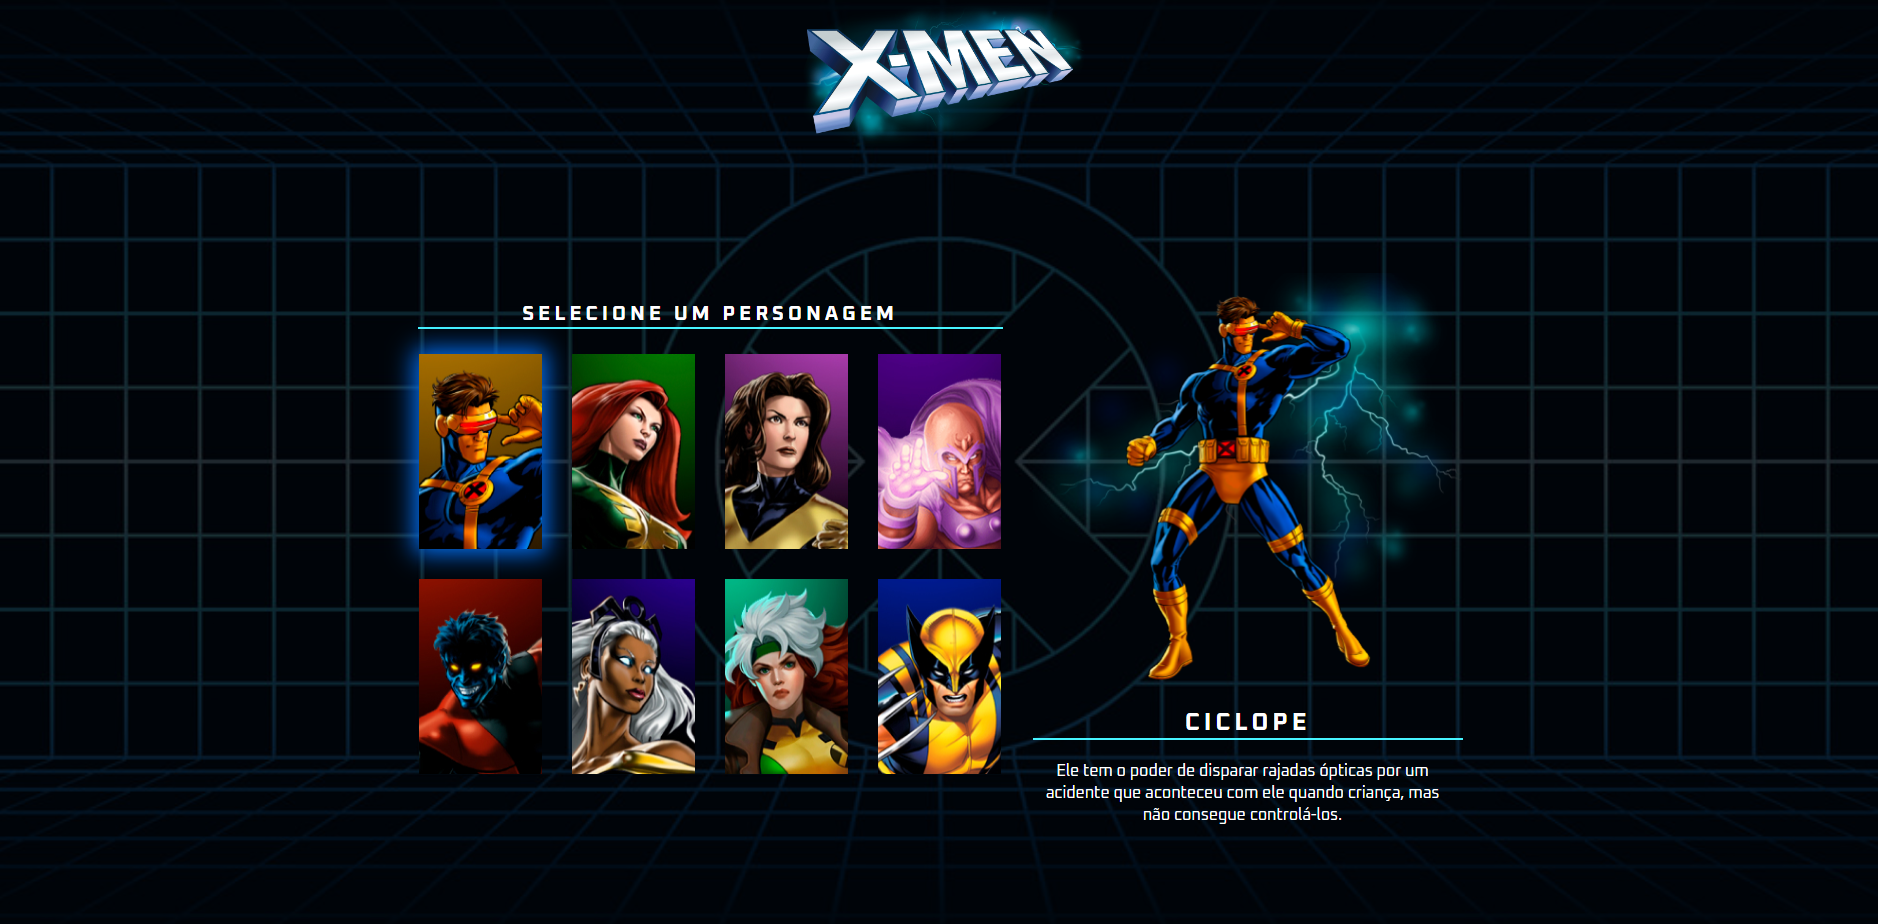 X-MEN
SELECIONE UM PERSONAGEM
CICLOPE
Ele tem o poder de disparar rajadas ópticas por um
acidente que aconteceu com ele quando criança, mas
não consegue controlá-los.